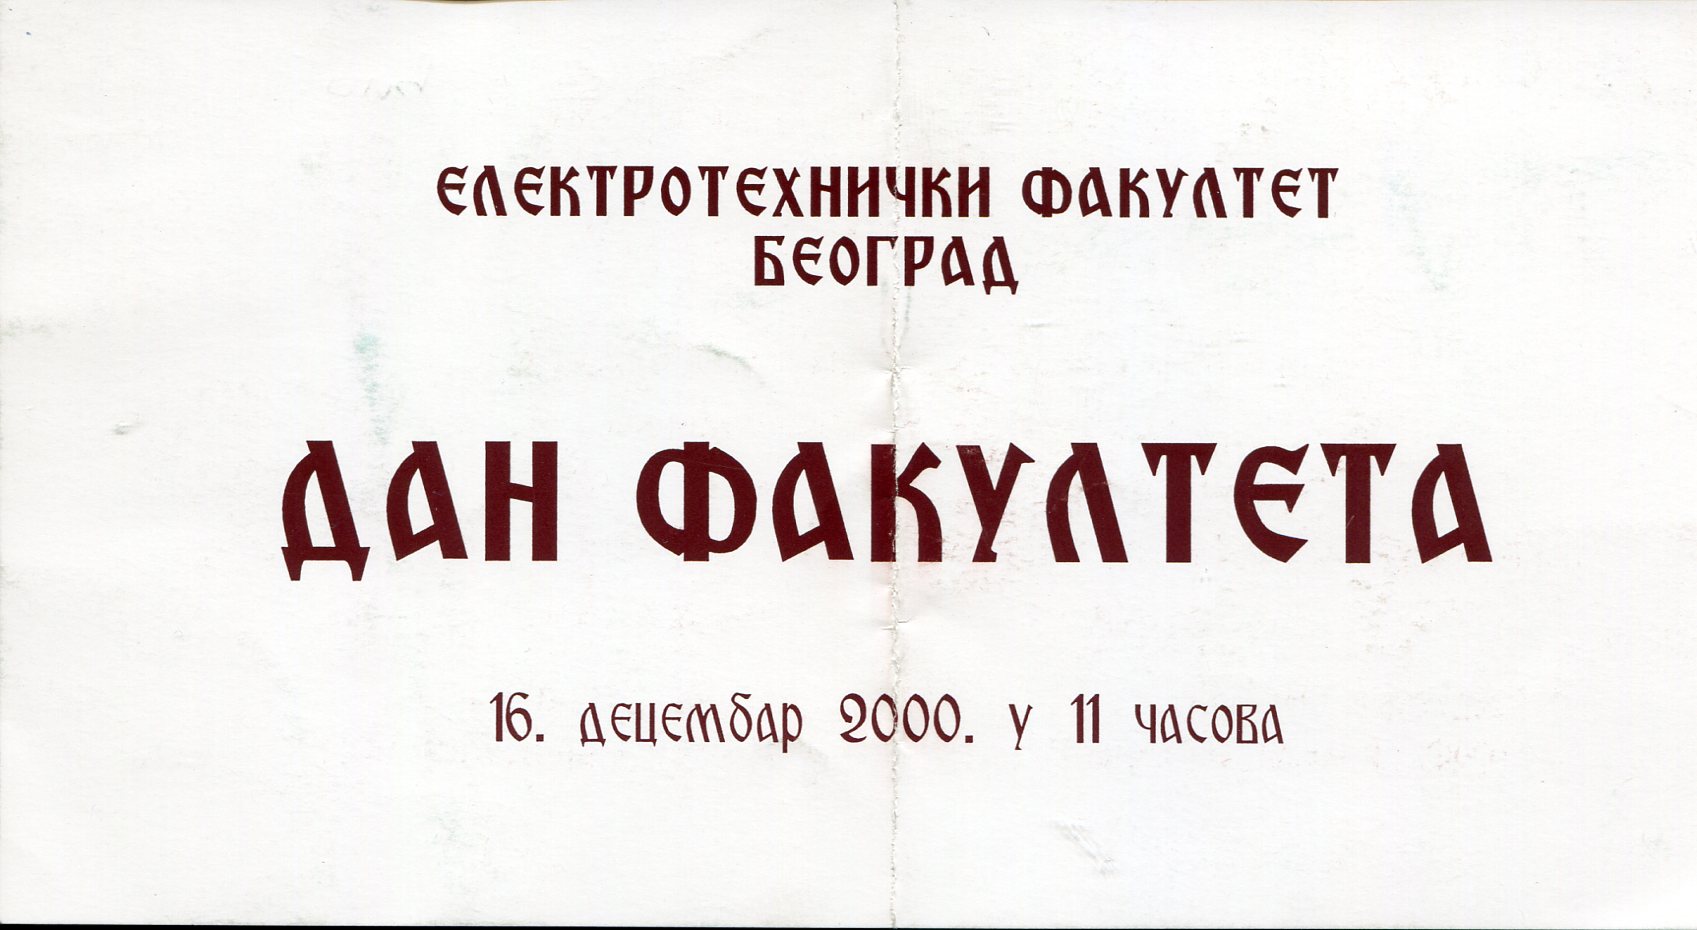 ЕЛЕКТРОТЕХНИЧКИ ФАКУЛТЕТ
БЕОГРАД
ДАН ФАКУЛТЕТА
16. децембар 2000. у 11 часова